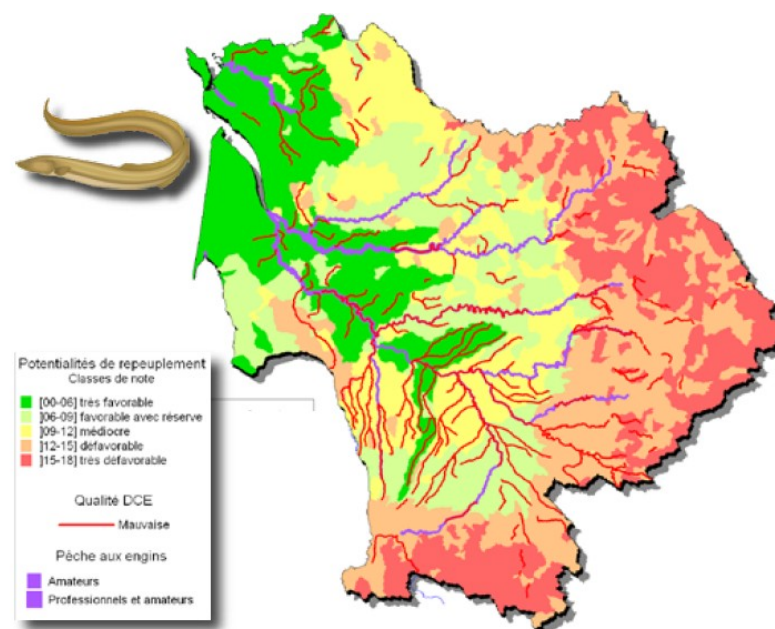 Potentialités de repeuplement
Classes de note
[00-06] très favorable
]06-09] favorable avec réserve
]09-12] médiocre
]12-15] défavorable
]15-18] très défavorable
Qualité DCE
Mauvaise
Pêche aux engins
Amateurs
Professionnels et amateurs